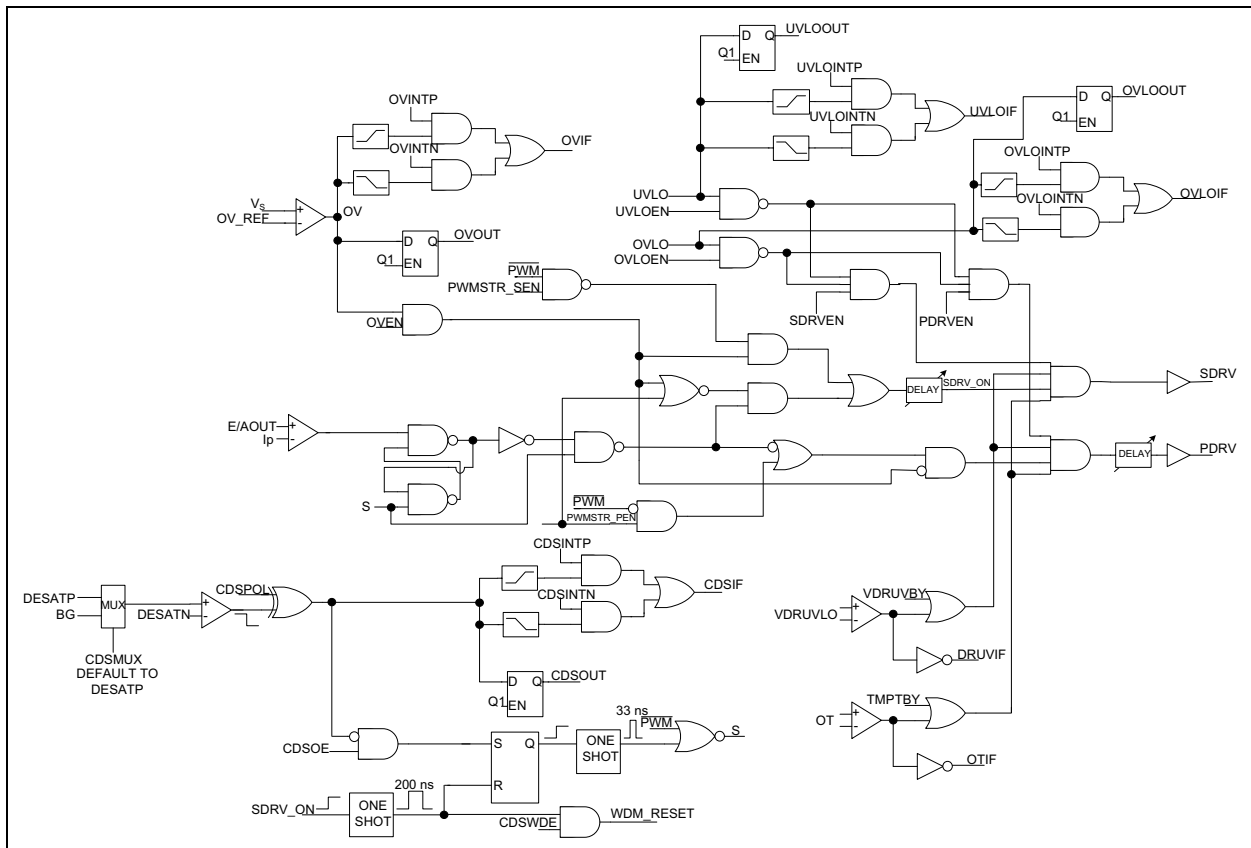 D Q UVLOOUT
Q1 EN
UVLOINTP
UVLOINTN
UVLOIF
D Q OVLOOUT
Q1 EN
OVLOINTP
OVLOINTN
OVLOIF
OVINTP
OVINTN
OVIF
VS
OV_REF
+
-
OV
D Q OVOUT
Q1 EN
OVEN
UVLO
UVLOEN
OVLO
OVLOEN
PWM
PWMSTR_SEN
SDRVEN
PDRVEN
DELAY
SDRV_ON
SDRV
E/AOUT
Ip
+
-
S
PWM
PWMSTR_PEN
DELAY
PDRV
CDSINTP
CDSINTN
CDSIF
DESATP
BG
MUX
DESATN
+
-
CDSPOL
CDSMUX
DEFAULT TO
DESATP
D Q CDSOUT
Q1 EN
VDRUVLO
+
-
VDRUVBY
DRUVIF
OT
+
-
TMPTBY
OTIF
CDSOE
S Q
R
ONE
SHOT
33 ns
PWM
S
SDRV_ON
ONE
SHOT
200 ns
CDSWDE
WDM_RESET